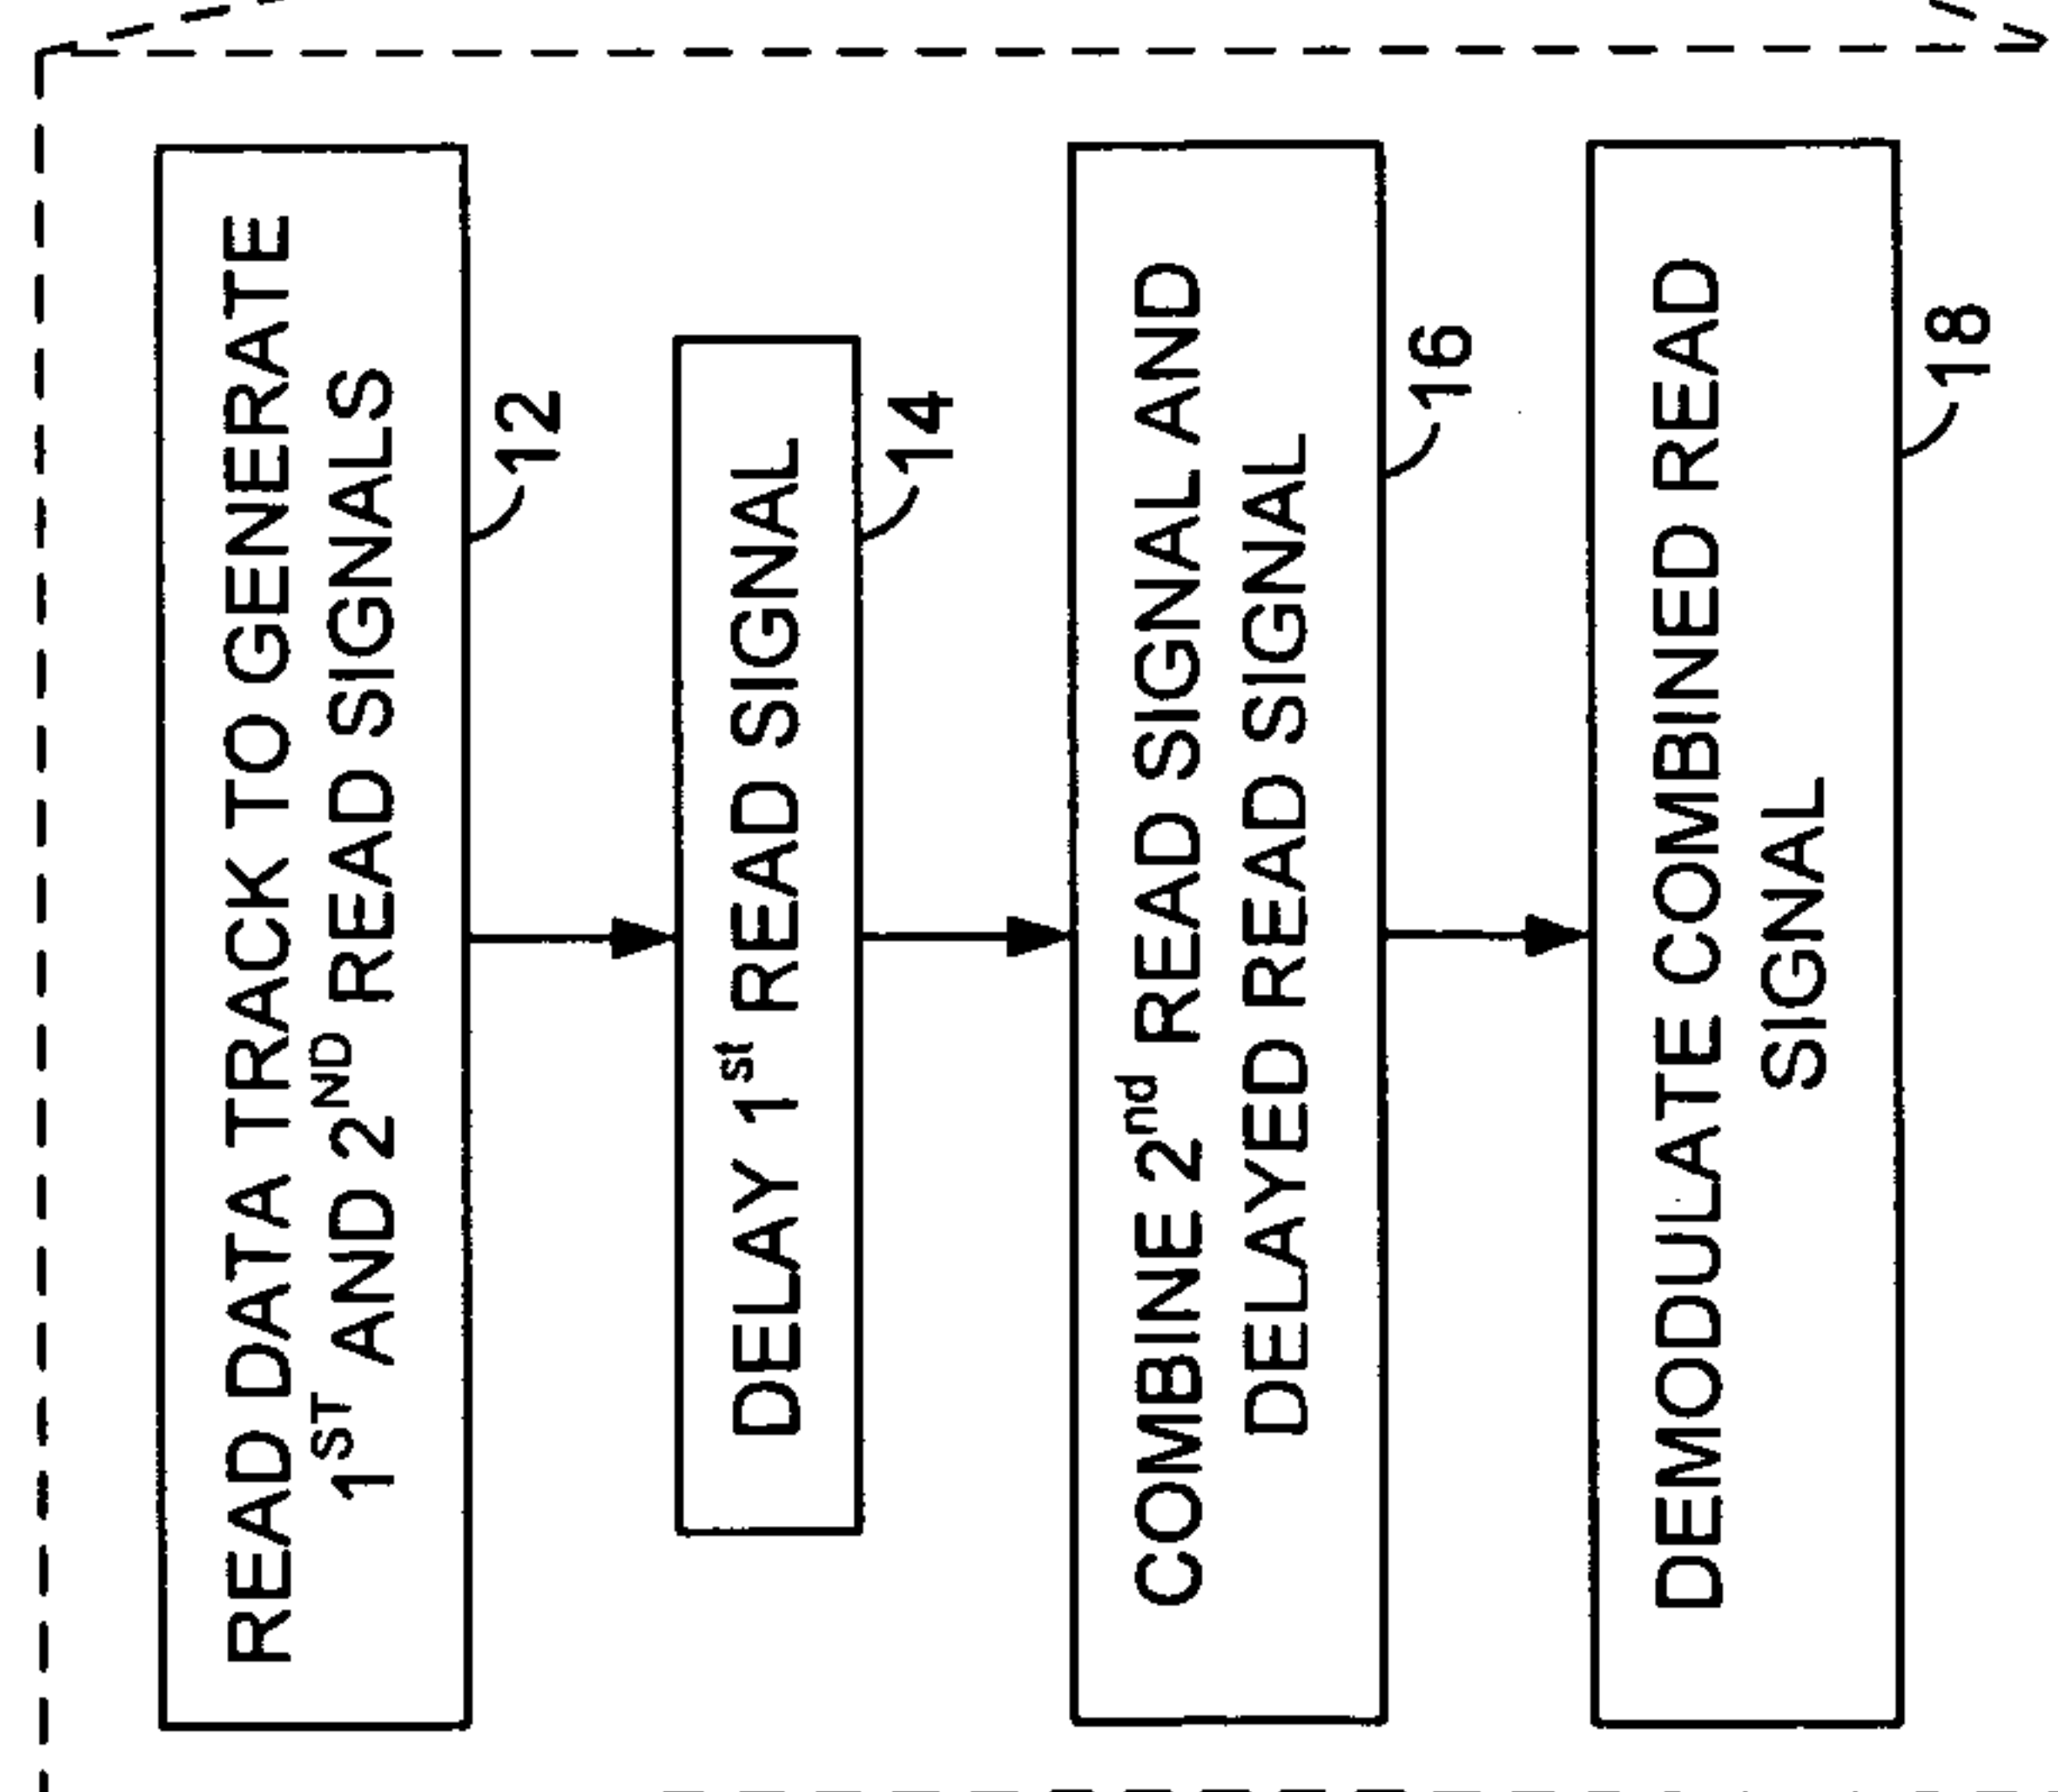 READ DATA TRACK TO GENERATE
1ST AND 2ND READ SIGNALS
12
DELAY 1st READ SIGNAL
14
COMBINE 2nd READ SIGNAL AND
DELAYED READ SIGNAL
16
DEMODULATE COMBINED READ
SIGNAL
18